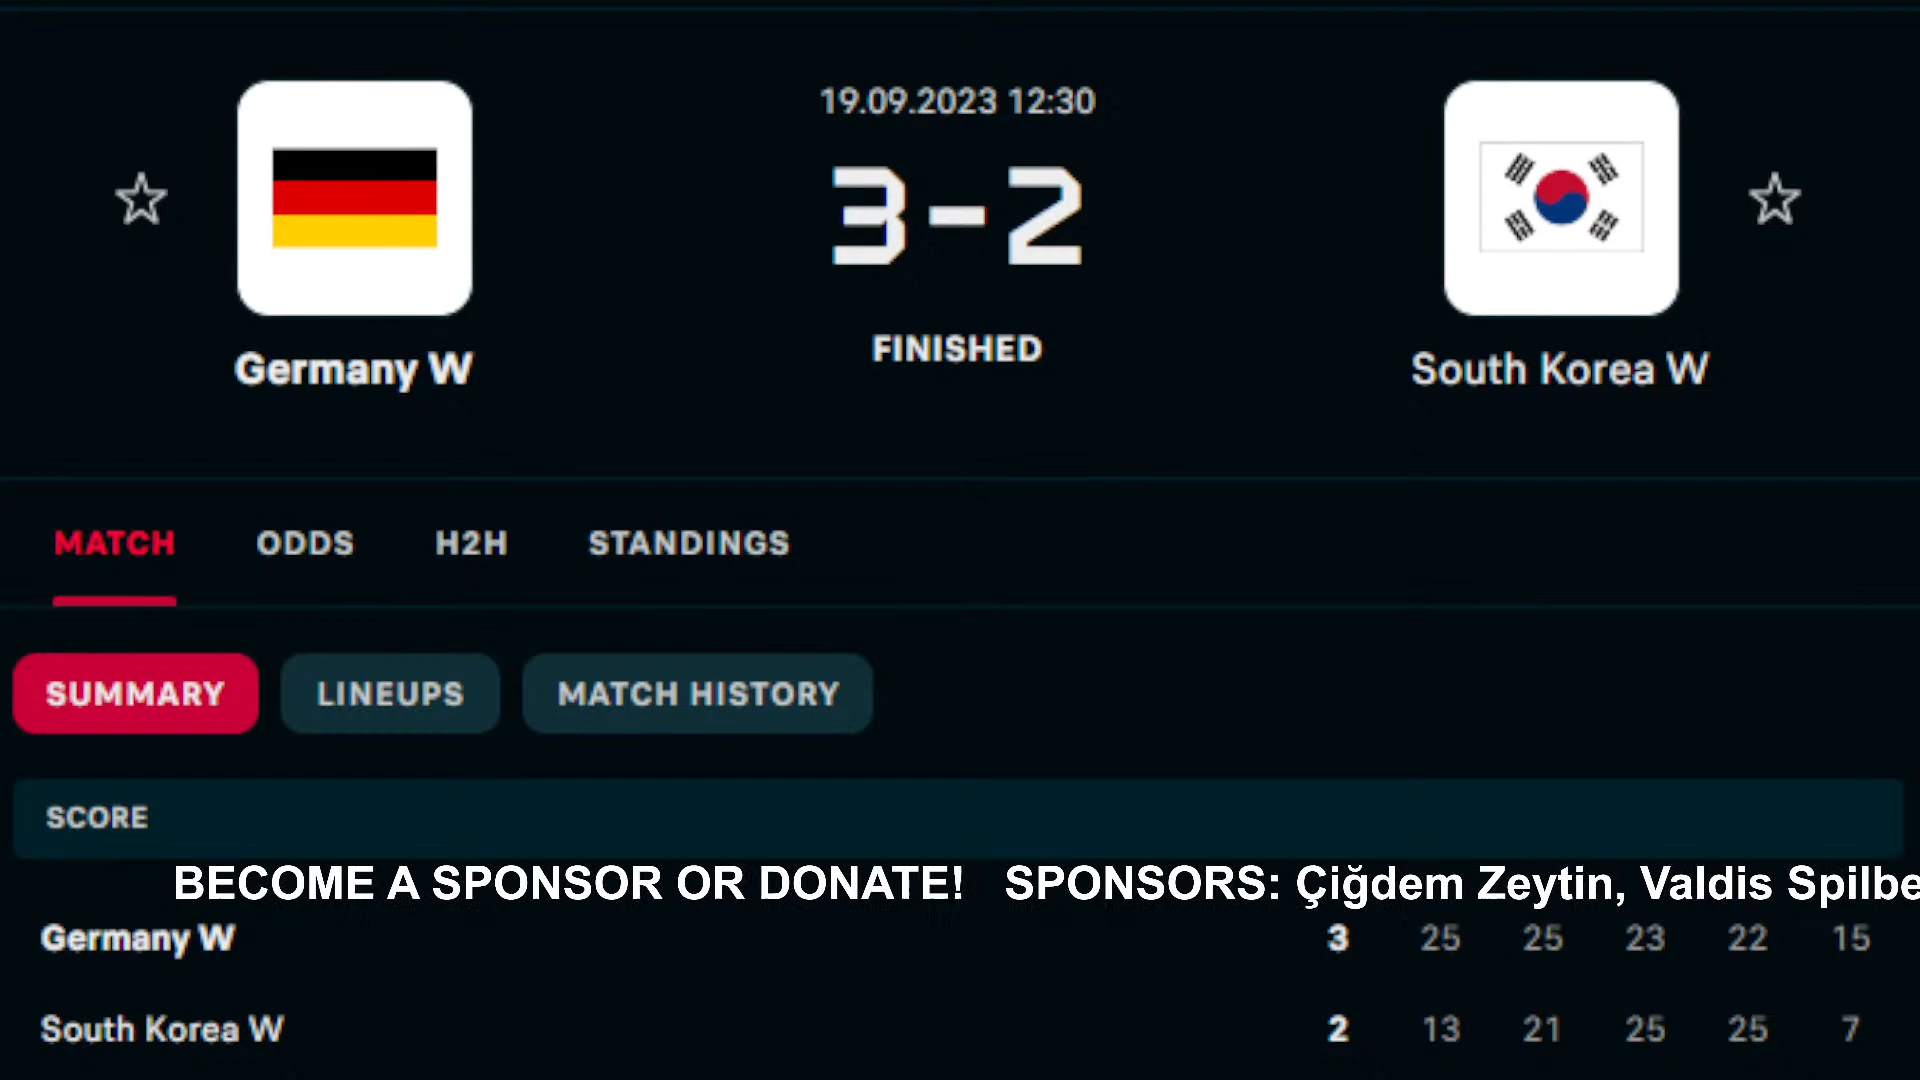 19.09.2023 12:30
3-2
FINISHED
Germany W
South Korea W
MATCH ODDS H2H STANDINGS
SUMMARY LINEUPS MATCH HISTORY
SCORE
BECOME A SPONSOR OR DONATE! SPONSORS: Çiğdem Zeytin, Valdis Spilbe
Germany W 3 25 25 23 22 15
South Korea W 2 13 21 25 25 7